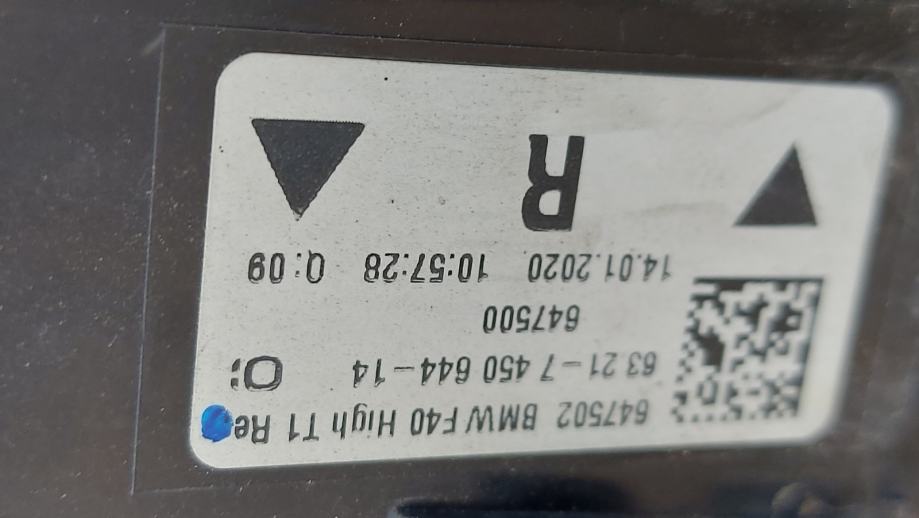 647502 BMW F40 High T1 Re
63 21-7 450 644-14
647500
14.01.2020 10:57:28 Q:09
R